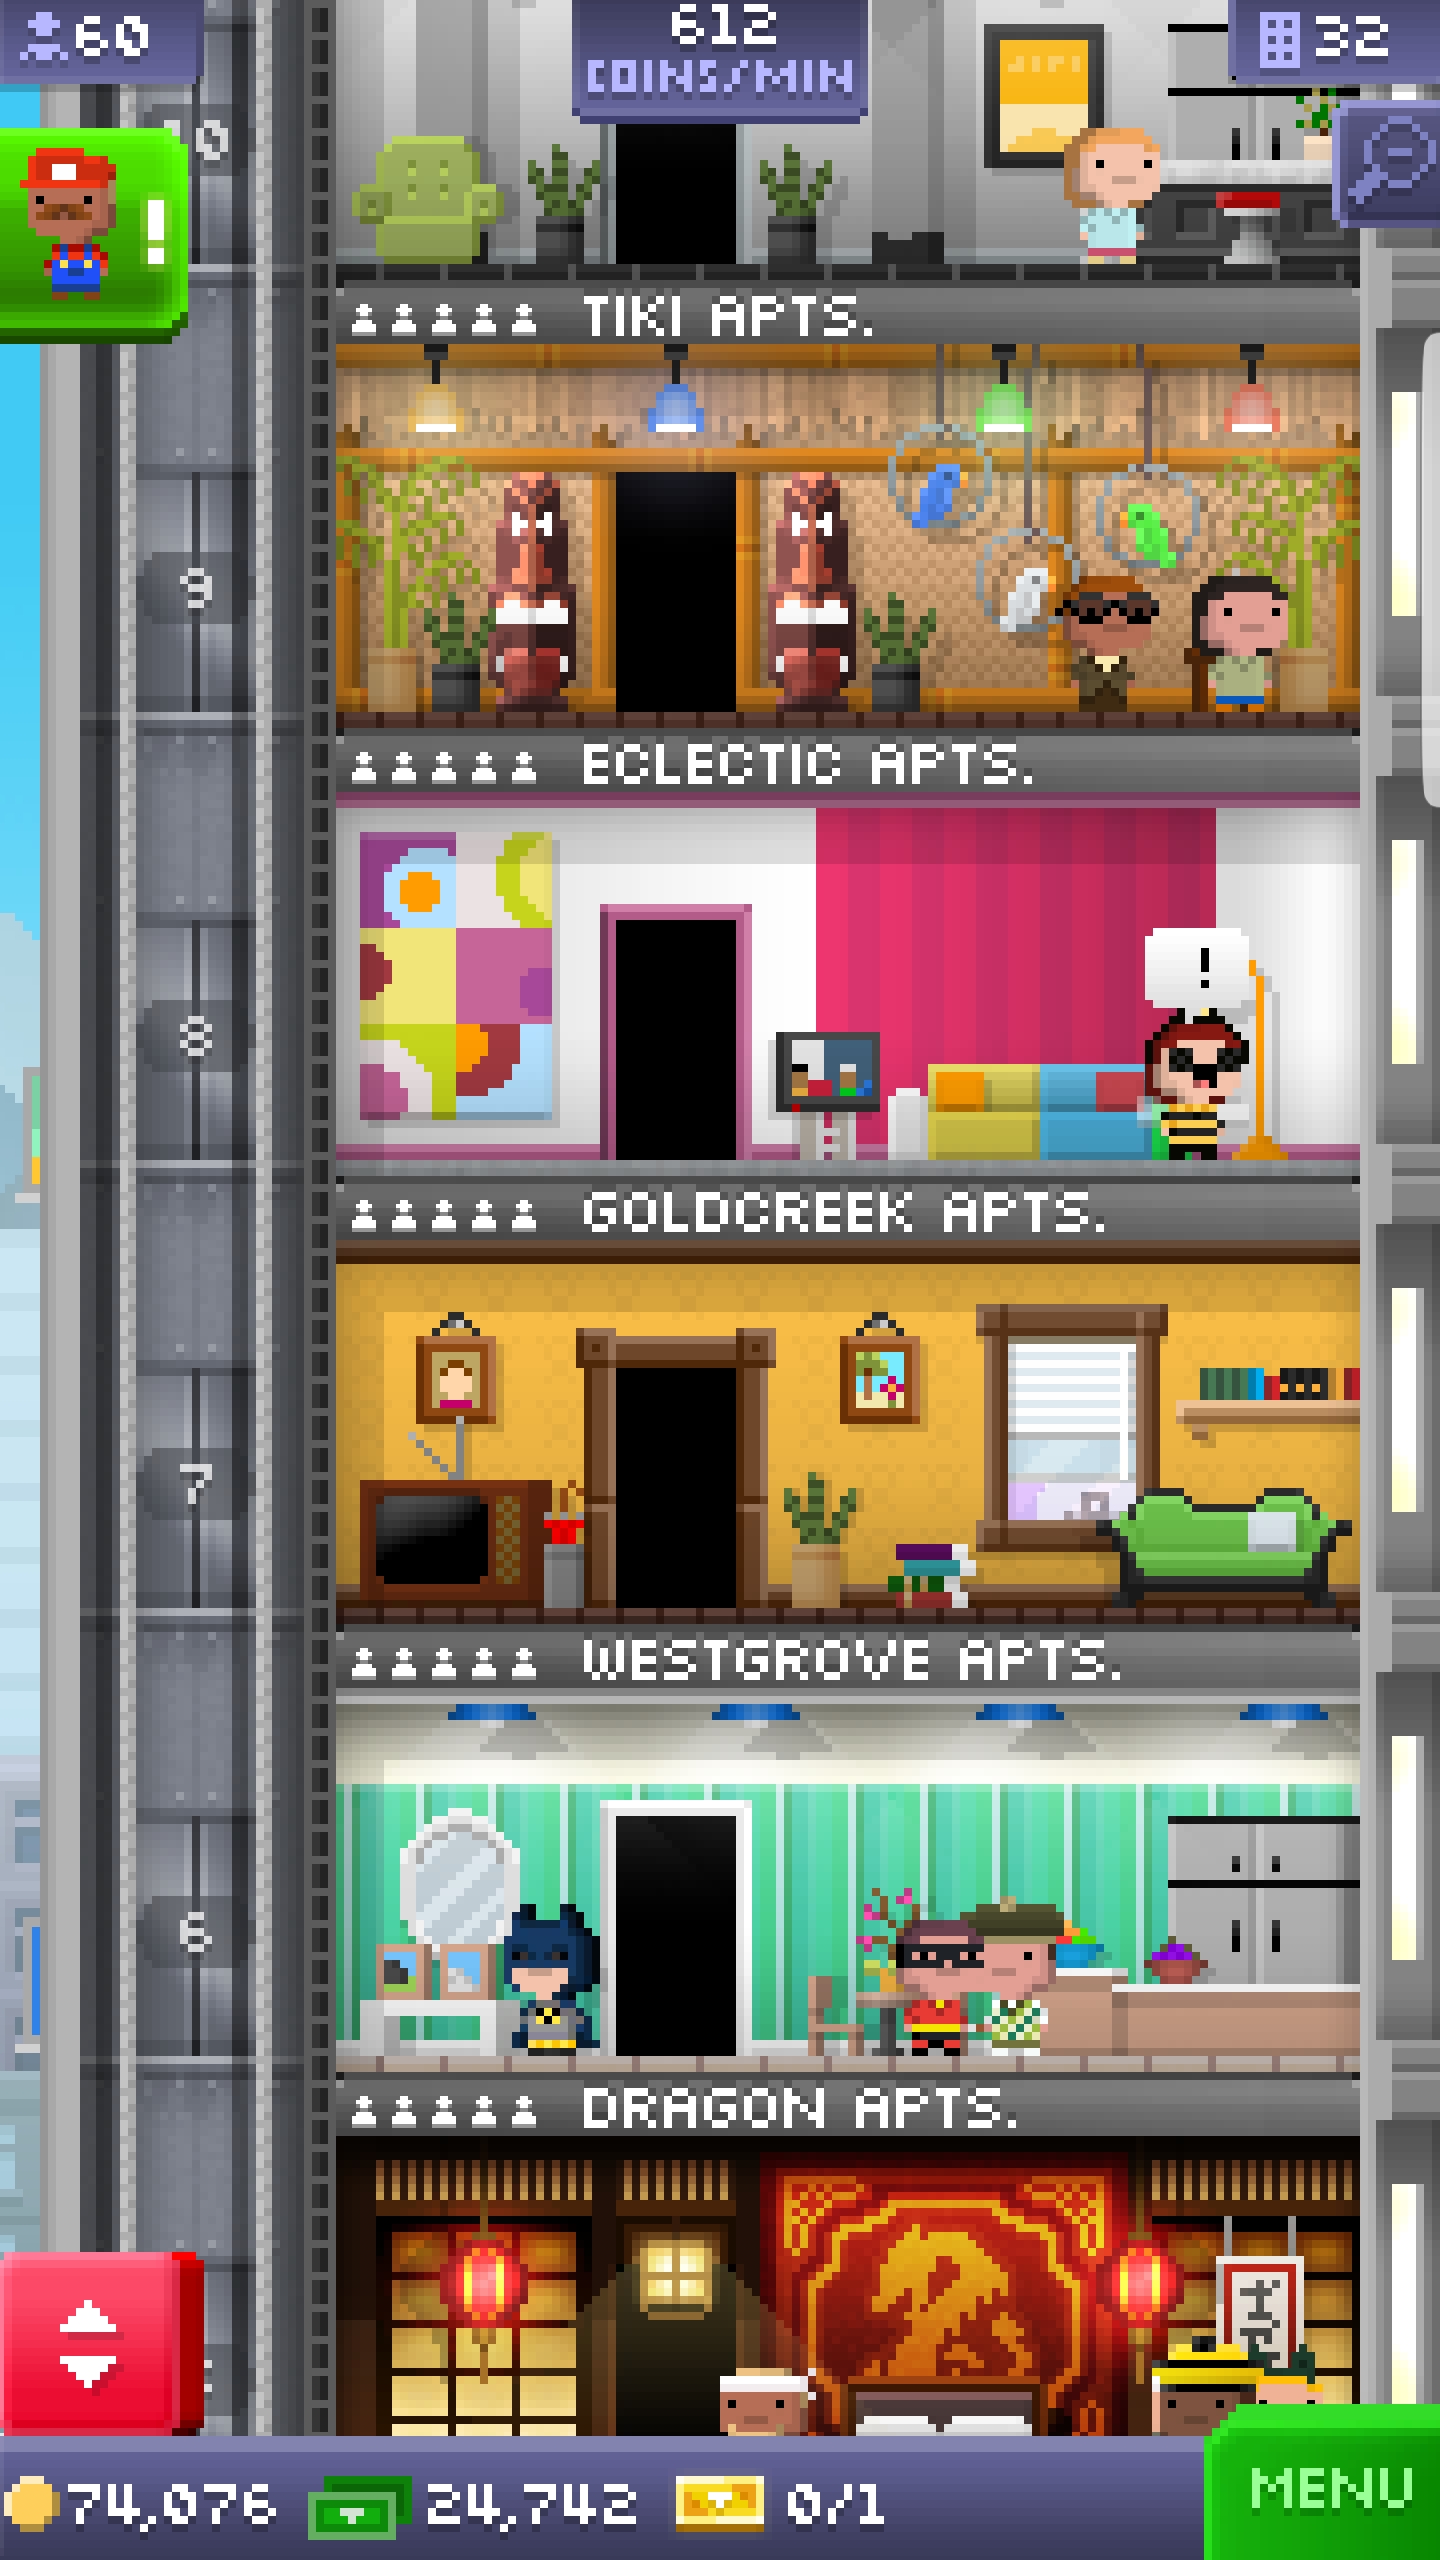 60
612
COINS/MIN
32
10
!
TIKI APTS.
9
ECLECTIC APTS.
!
8
GOLDCREEK APTS.
7
WESTGROVE APTS.
6
DRAGON APTS.
74,076
24,742
0/1
MENU